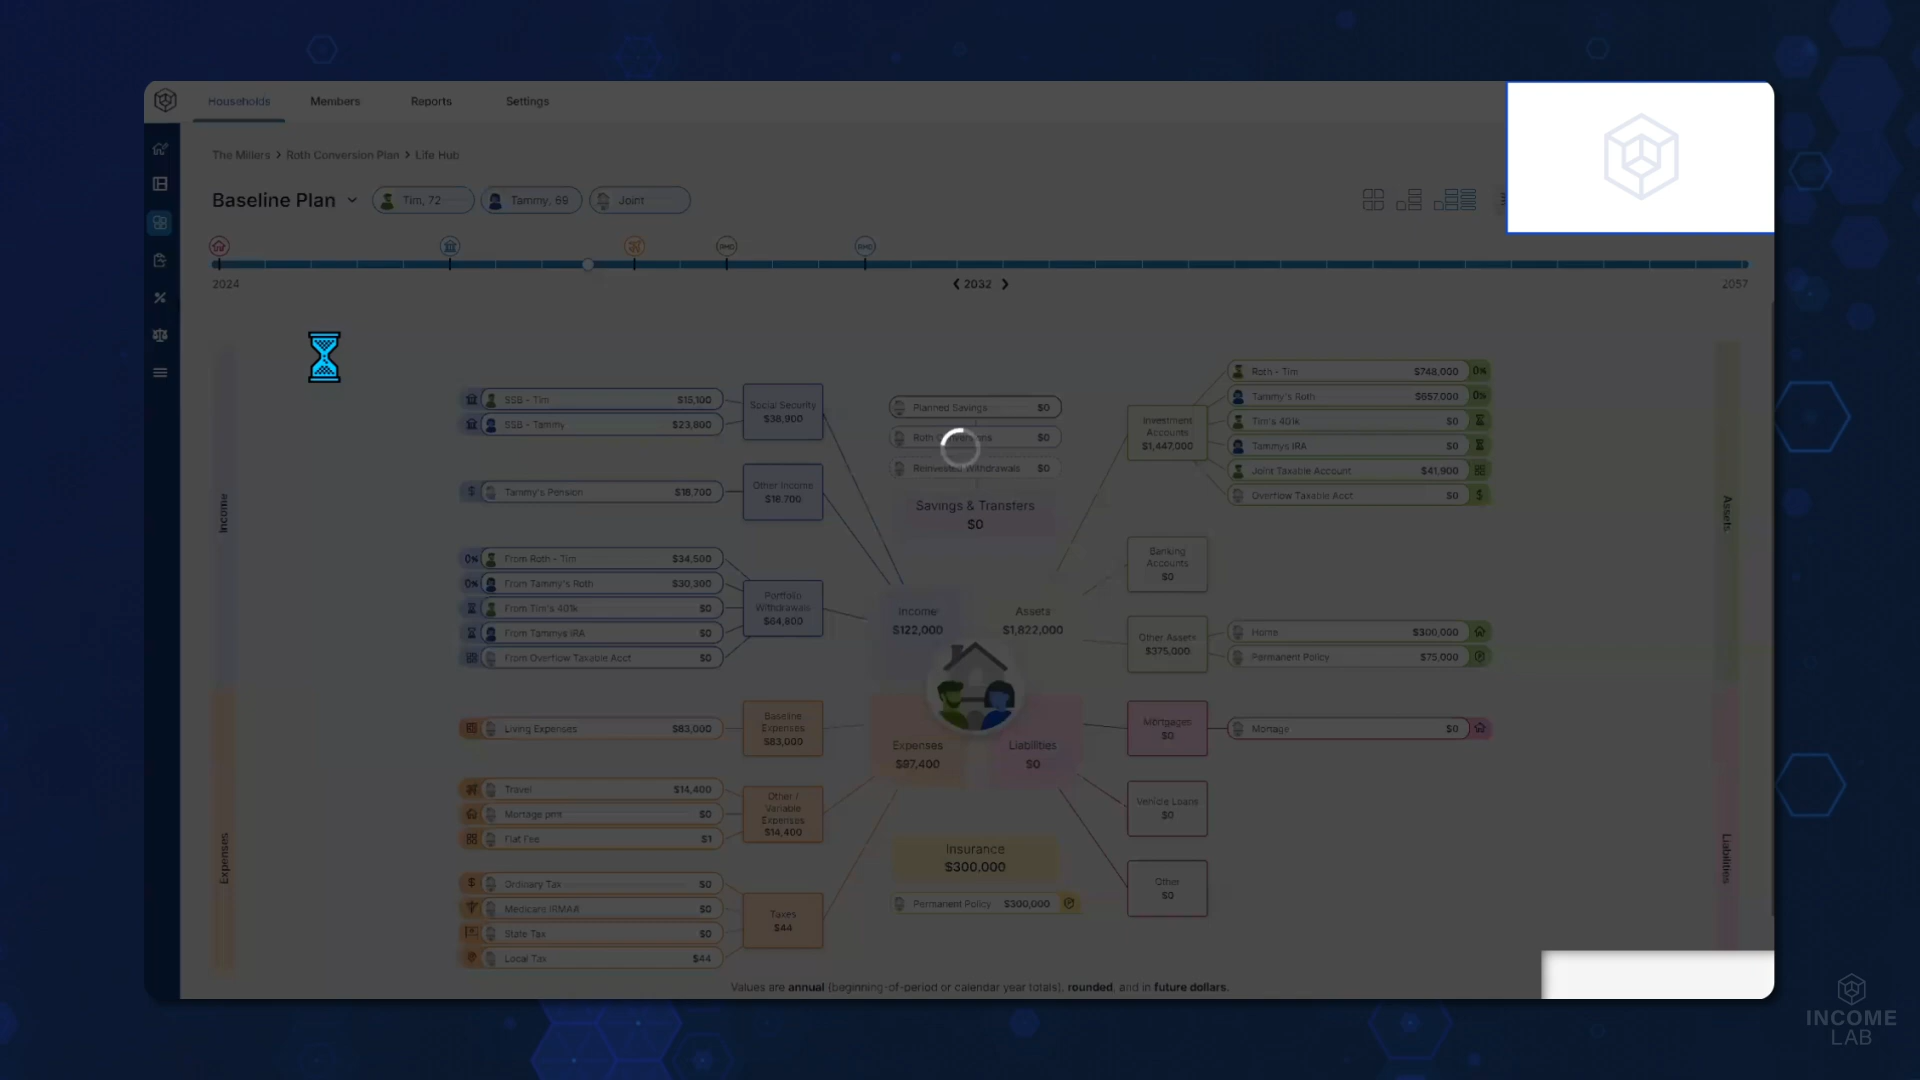 Households Members Reports Settings
The Millers > Roth Conversion Plan > Life Hub
Baseline Plan Tim, 72 Tammy, 69 Joint
RMD RMD
2024 2032 2057
Income
Expenses
SSB - Tim $15,100
SSB - Tammy $23,800
Social Security
$38,900
Tammy's Pension $18,700
Other Income
$18,700
0% From Roth - Tim $34,500
0% From Tammy's Roth $30,300
From Tim's 401k $0
From Tammys IRA $0
From Overflow Taxable Acct $0
Portfolio
Withdrawals
$64,800
Living Expenses $83,000
Baseline
Expenses
$83,000
Travel $14,400
Mortage pmt $0
Flat Fee $1
Other /
Variable
Expenses
$14,400
Ordinary Tax $0
Medicare IRMAA $0
State Tax $0
Local Tax $44
Taxes
$44
Planned Savings $0
Roth Conversions $0
Reinvested Withdrawals $0
Savings & Transfers
$0
Income
$122,000
Assets
$1,822,000
Expenses
$97,400
Liabilities
$0
Insurance
$300,000
Permanent Policy $300,000
Investment
Accounts
$1,447,000
Roth - Tim $748,000 0%
Tammy's Roth $657,000 0%
Tim's 401k $0
Tammys IRA $0
Joint Taxable Account $41,900
Overflow Taxable Acct $0
Banking
Accounts
$0
Other Assets
$375,000
Home $300,000
Permanent Policy $75,000
Mortgages
$0
Mortage $0
Vehicle Loans
$0
Other
$0
Assets
Liabilities
Values are annual (beginning-of-period or calendar year totals), rounded, and in future dollars.
INCOME
LAB